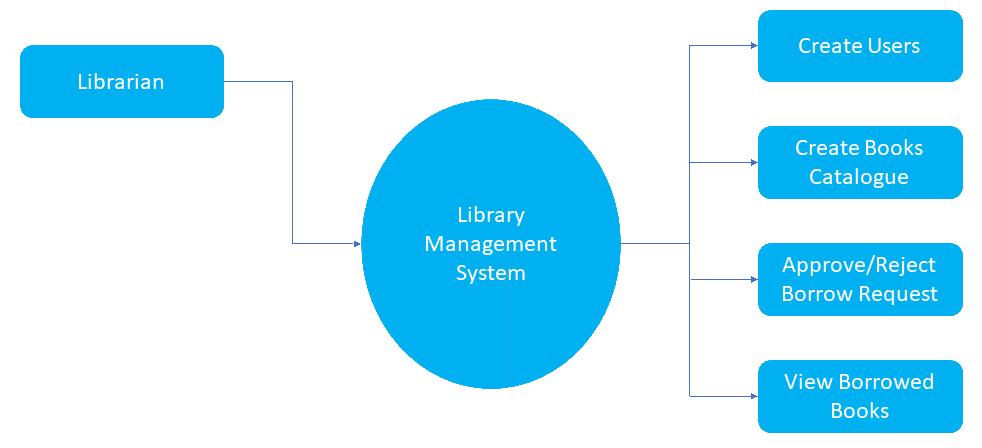 Librarian
Library
Management
System
Create Users
Create Books
Catalogue
Approve/Reject
Borrow Request
View Borrowed
Books